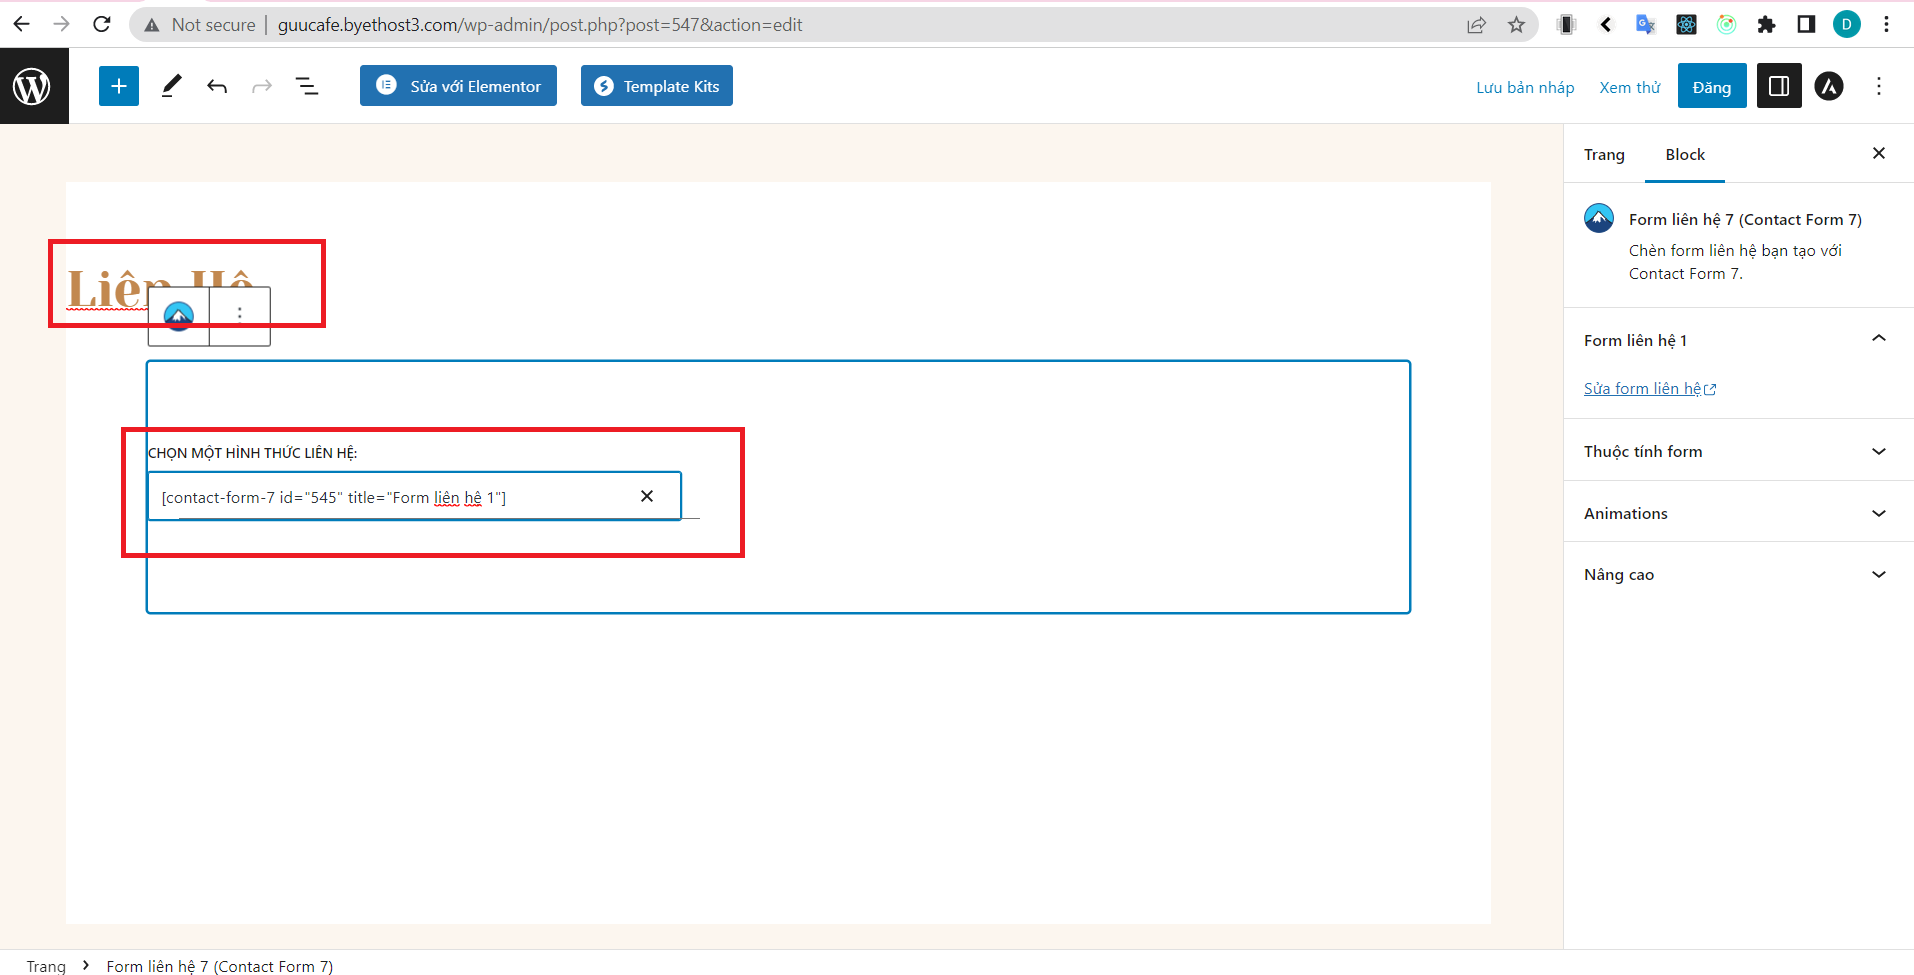 Not secure | guucafe.byethost3.com/wp-admin/post.php?post=547&action=edit
D
Sửa với Elementor
Template Kits
Lưu bản nháp
Xem thử
Đăng
Trang
Block
Form liên hệ 7 (Contact Form 7)
Chèn form liên hệ bạn tạo với
Contact Form 7.
Liên Hệ
Form liên hệ 1
Sửa form liên hệ
CHỌN MỘT HÌNH THỨC LIÊN HỆ:
[contact-form-7 id="545" title="Form liên hệ 1"]
Thuộc tính form
Animations
Nâng cao
Trang > Form liên hệ 7 (Contact Form 7)